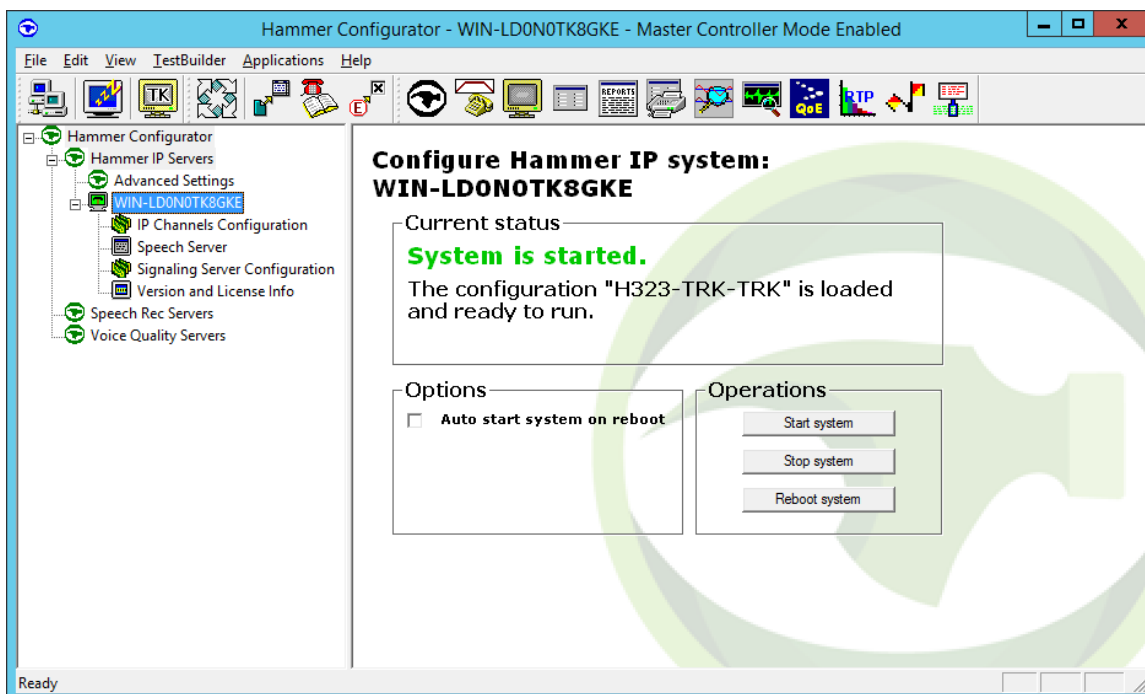 Hammer Configurator - WIN-LD0N0TK8GKE - Master Controller Mode Enabled
File Edit View TestBuilder Applications Help
TK
E
REPORTS
QoE
RTP
Hammer Configurator
Hammer IP Servers
Advanced Settings
WIN-LD0N0TK8GKE
IP Channels Configuration
Speech Server
Signaling Server Configuration
Version and License Info
Speech Rec Servers
Voice Quality Servers
Configure Hammer IP system:
WIN-LD0N0TK8GKE
Current status
System is started.
The configuration "H323-TRK-TRK" is loaded
and ready to run.
Options
Auto start system on reboot
Operations
Start system
Stop system
Reboot system
Ready